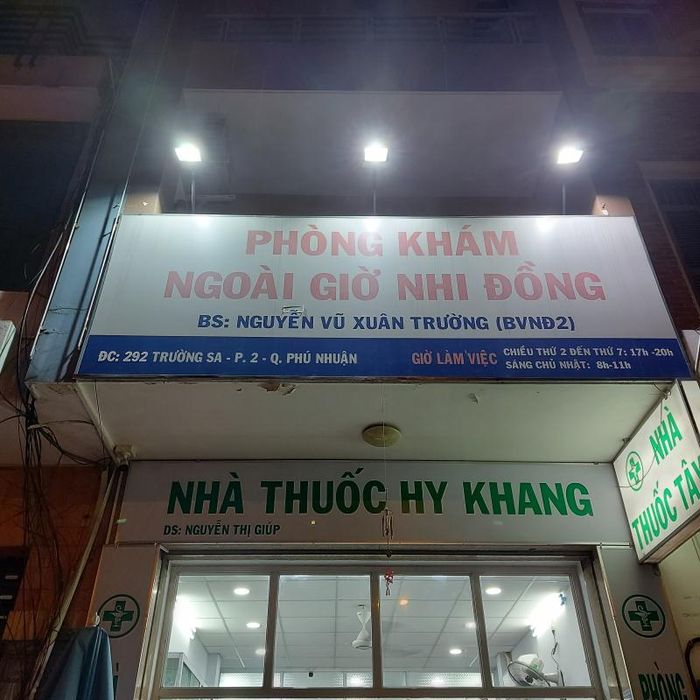 PHÒNG KHÁM
NGOÀI GIỜ NHI ĐỒNG
BS: NGUYỄN VŨ XUÂN TRƯỜNG (BVNĐ2)
ĐC: 292 TRƯỜNG SA - P. 2 - Q. PHÚ NHUẬN
GIỜ LÀM VIỆC
CHIỀU THỨ 2 ĐẾN THỨ 7: 17h -20h
SÁNG CHỦ NHẬT: 8h-11h
NHÀ THUỐC HY KHANG
DS: NGUYỄN THỊ GIÚP
NHÀ
THUỐC TÂY
PHÒNG